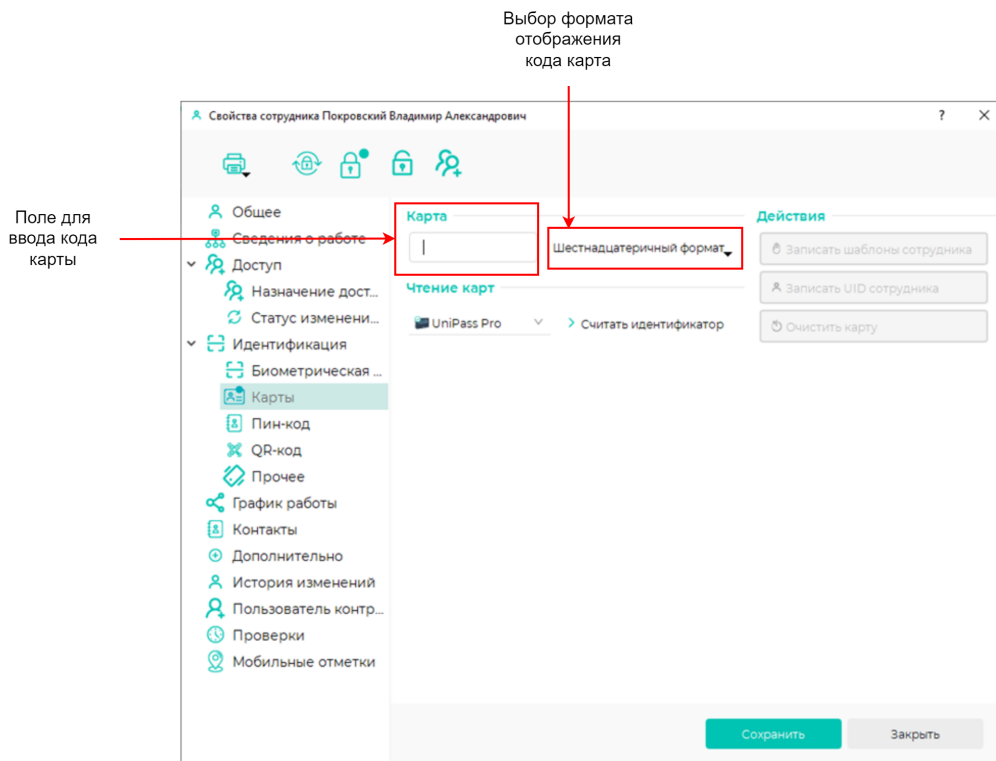 Выбор формата
отображения
кода карта
Поле для
ввода кода
карты
Свойства сотрудника Покровский Владимир Александрович
?
Общее
Сведения о работе
Доступ
Назначение дост...
Статус изменени...
Идентификация
Биометрическая ...
Карты
Пин-код
QR-код
Прочее
График работы
Контакты
Дополнительно
История изменений
Пользователь контр...
Проверки
Мобильные отметки
Карта
Шестнадцатеричный формат
Чтение карт
UniPass Pro
Считать идентификатор
Действия
Записать шаблоны сотрудника
Записать UID сотрудника
Очистить карту
Сохранить
Закрыть